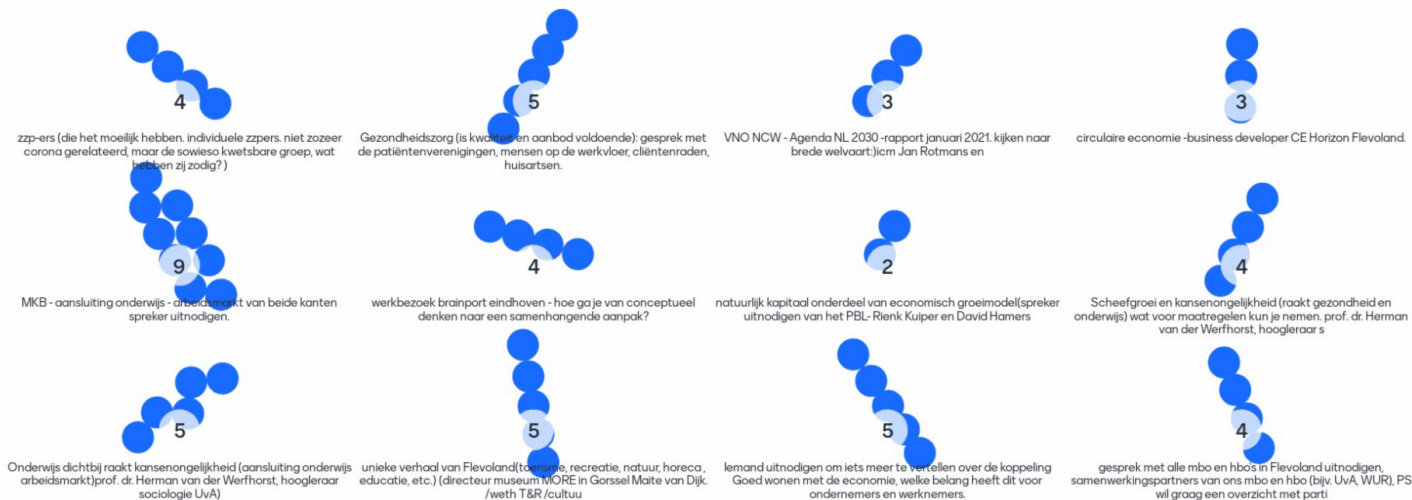 4
zzp-ers (die het moeilijk hebben. individuele zzpers. niet zozeer
corona gerelateerd, maar de sowieso kwetsbare groep, wat
hebben zij zodig? )
5
Gezondheidszorg (is kwaliteit en aanbod voldoende): gesprek met
de patiëntenverenigingen, mensen op de werkvloer, cliëntenraden,
huisartsen.
3
VNO NCW - Agenda NL 2030 -rapport januari 2021. kijken naar
brede welvaart:)icm Jan Rotmans en
3
circulaire economie -business developer CE Horizon Flevoland.
9
MKB - aansluiting onderwijs - arbeidsmarkt van beide kanten
spreker uitnodigen.
4
werkbezoek brainport eindhoven - hoe ga je van conceptueel
denken naar een samenhangende aanpak?
2
natuurlijk kapitaal onderdeel van economisch groeimodel(spreker
uitnodigen van het PBL- Rienk Kuiper en David Hamers
4
Scheefgroei en kansenongelijkheid (raakt gezondheid en
onderwijs) wat voor maatregelen kun je nemen. prof. dr. Herman
van der Werfhorst, hoogleraar s
5
Onderwijs dichtbij raakt kansenongelijkheid (aansluiting onderwijs
arbeidsmarkt)prof. dr. Herman van der Werfhorst, hoogleraar
sociologie UvA)
5
unieke verhaal van Flevoland(toerisme, recreatie, natuur, horeca ,
educatie, etc.) (directeur museum MORE in Gorssel Maite van Dijk.
/weth T&R /cultuu
5
Iemand uitnodigen om iets meer te vertellen over de koppeling
Goed wonen met de economie, welke belang heeft dit voor
ondernemers en werknemers.
4
gesprek met alle mbo en hbo's in Flevoland uitnodigen,
samenwerkingspartners van ons mbo en hbo (bijv. UvA, WUR), PS
wil graag een overzicht met parti